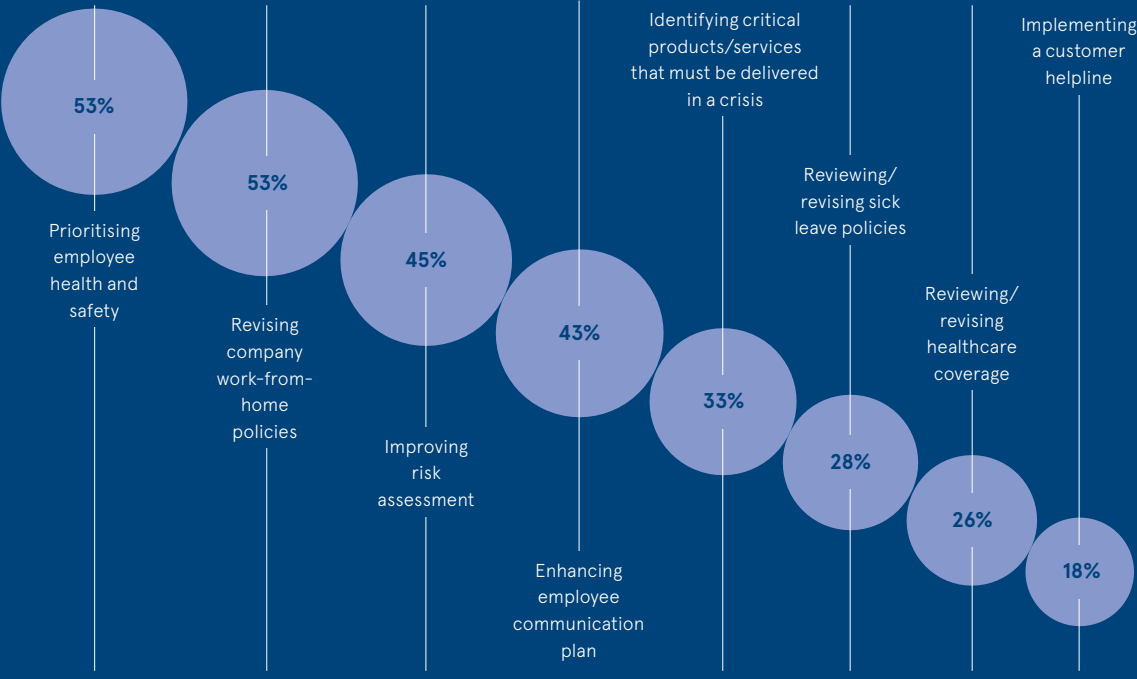 53%
Prioritising
employee
health and
safety
53%
Revising
company
work-from-
home
policies
45%
Improving
risk
assessment
43%
Enhancing
employee
communication
plan
Identifying critical
products/services
that must be delivered
in a crisis
33%
Reviewing/
revising sick
leave policies
28%
Reviewing/
revising
healthcare
coverage
26%
Implementing
a customer
helpline
18%